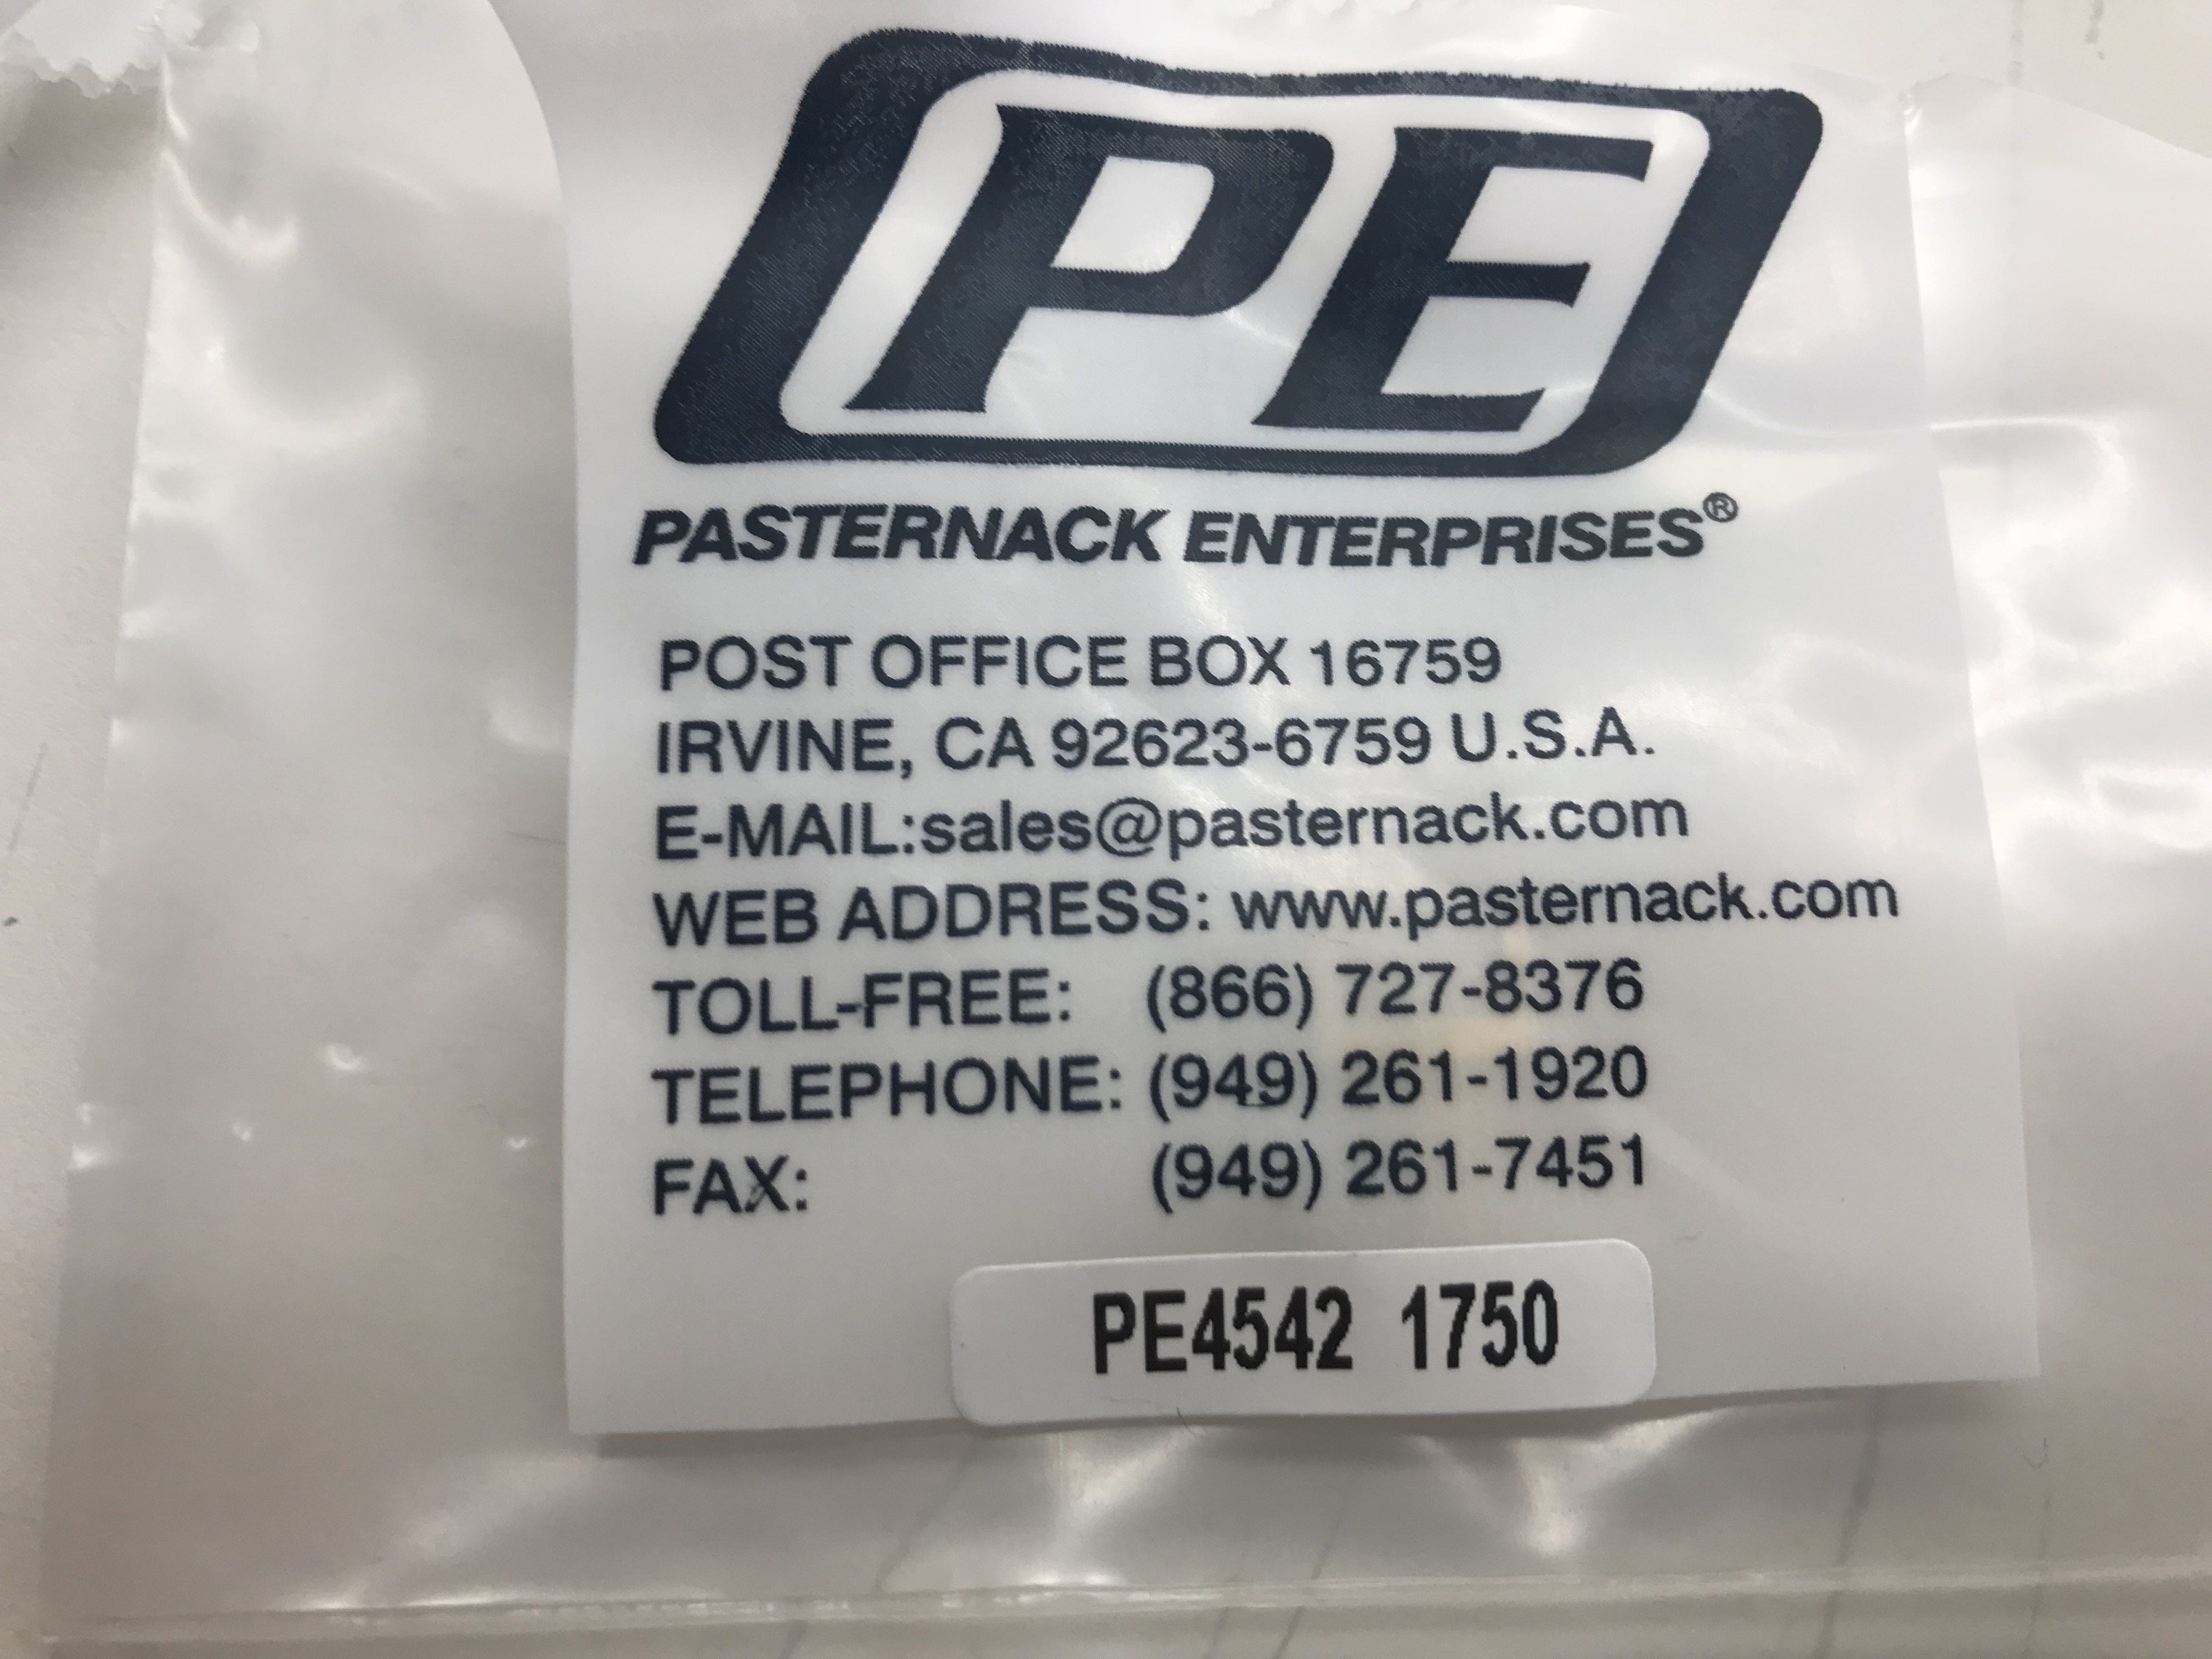 PE
PASTERNACK ENTERPRISES®
POST OFFICE BOX 16759
IRVINE, CA 92623-6759 U.S.A.
E-MAIL:sales@pasternack.com
WEB ADDRESS: www.pasternack.com
TOLL-FREE: (866) 727-8376
TELEPHONE: (949) 261-1920
FAX: (949) 261-7451
PE4542 1750